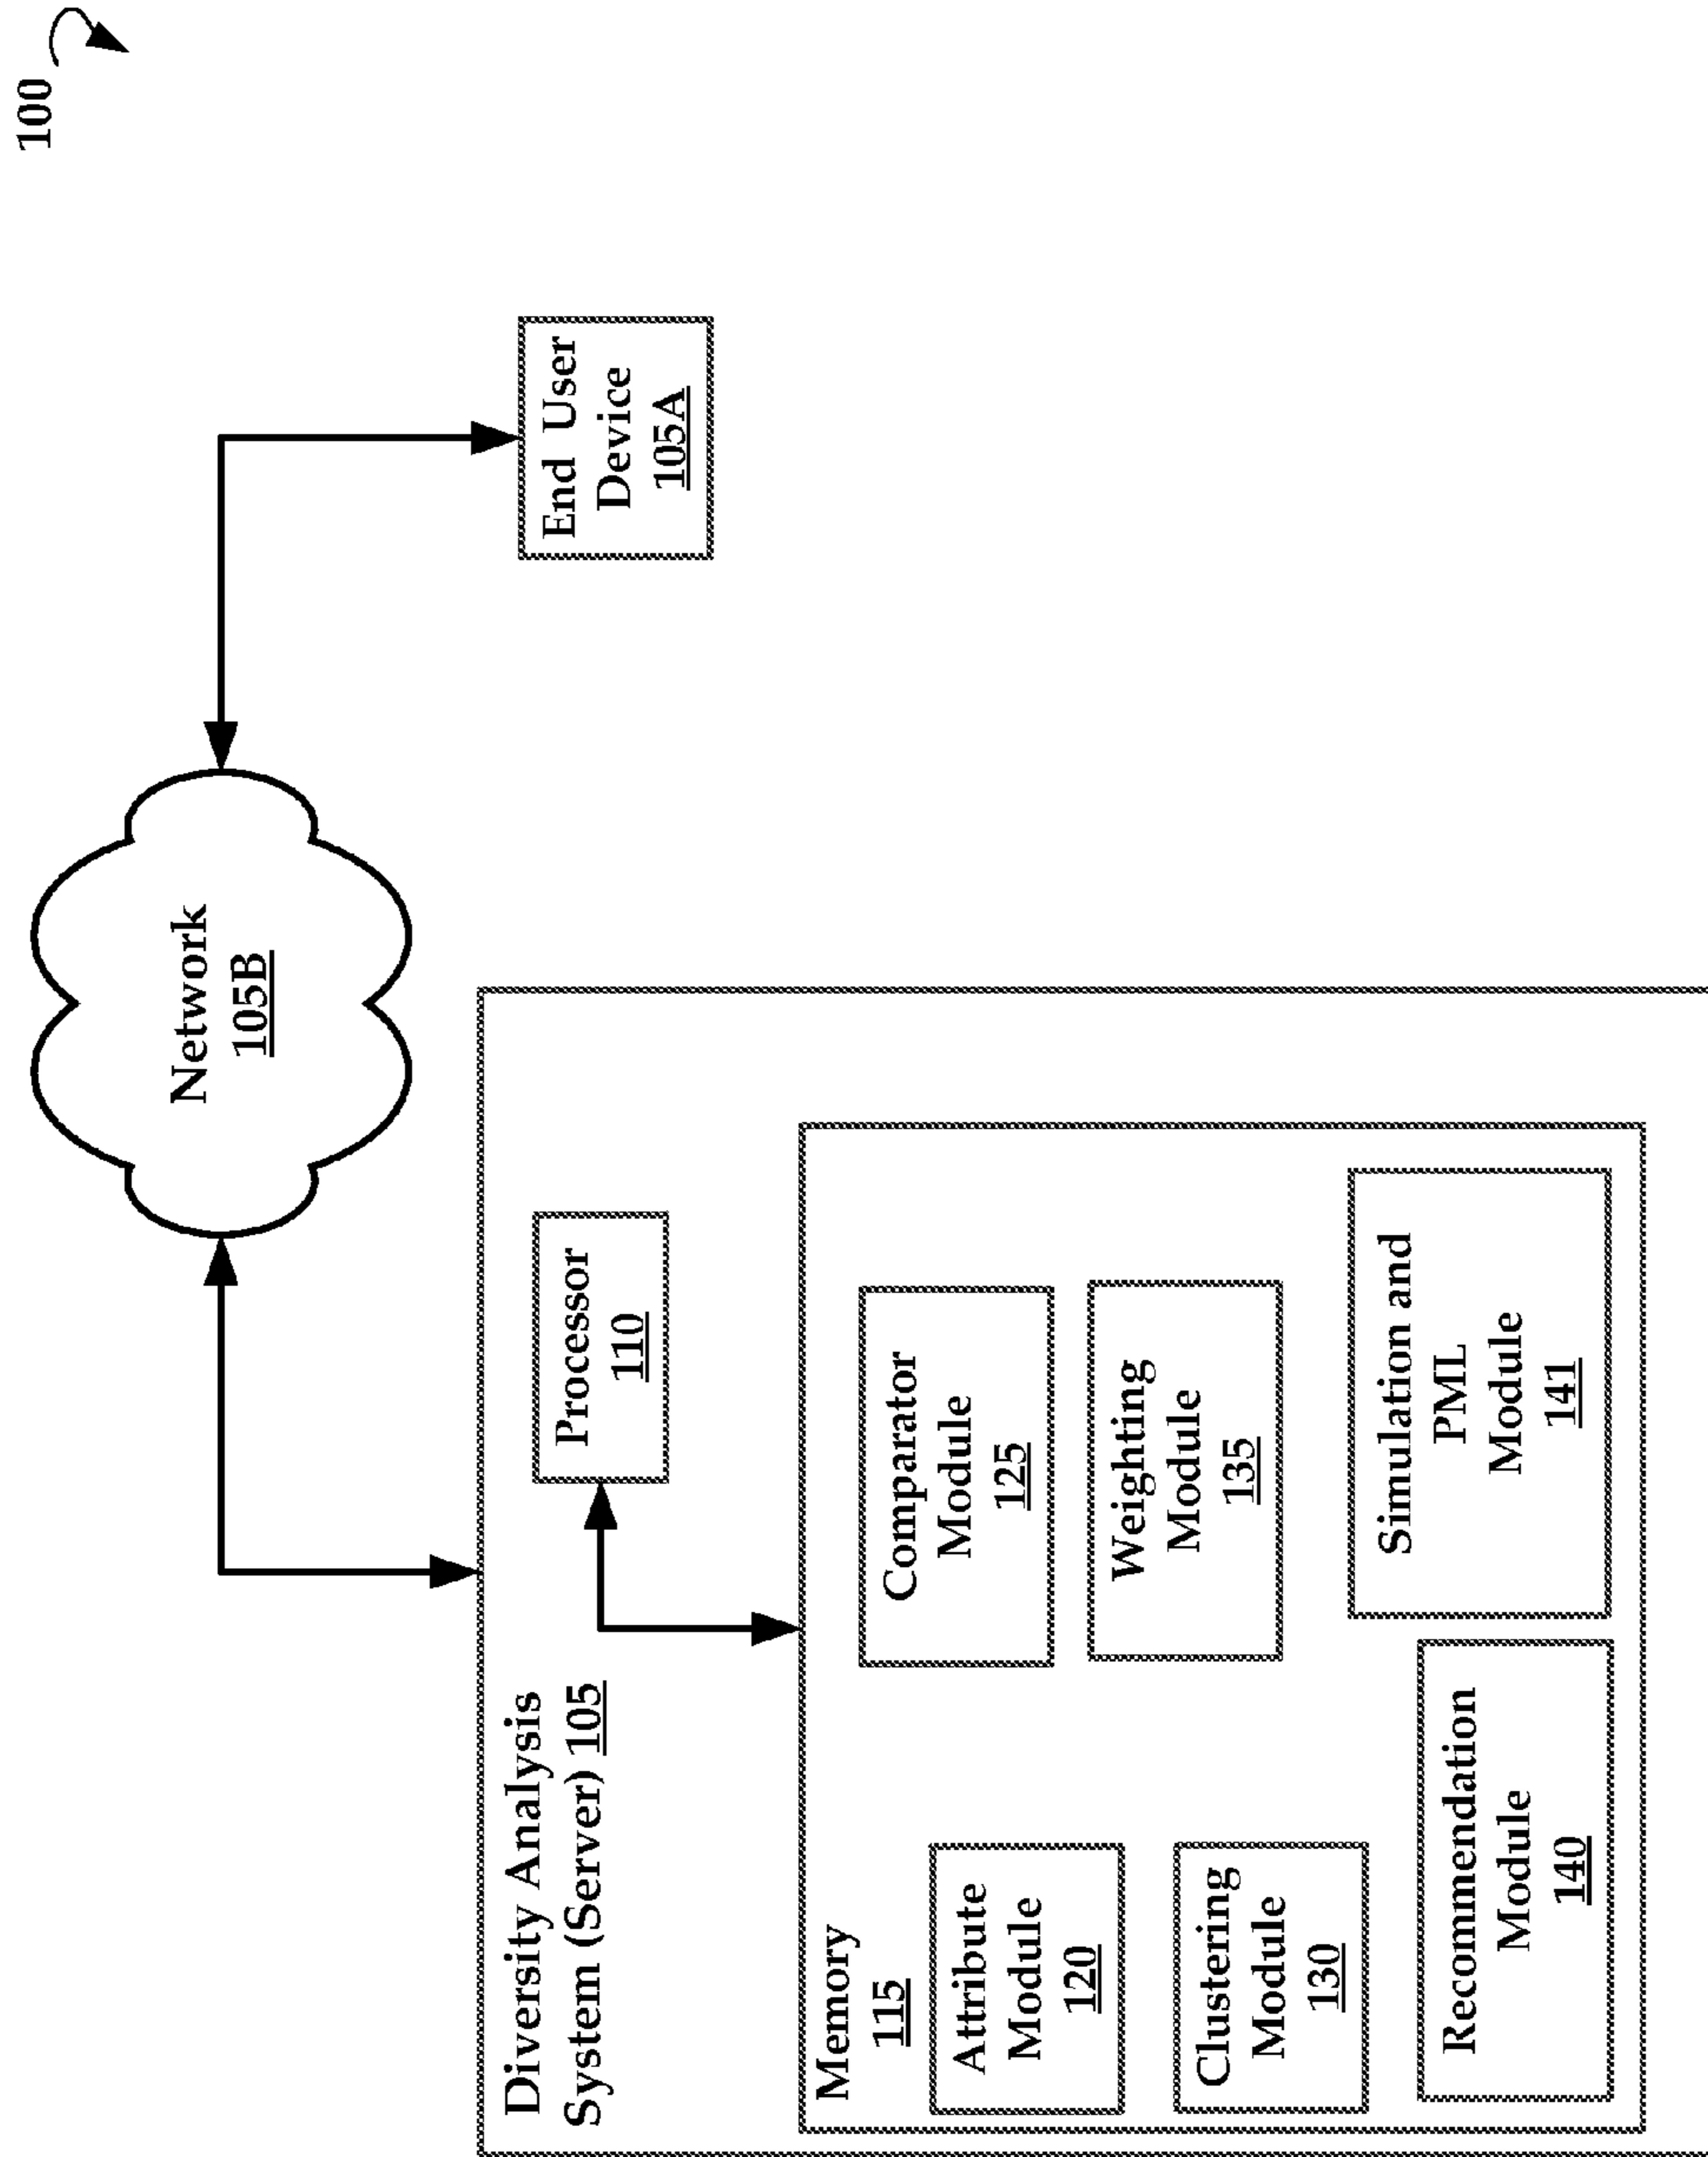 100
Network
105B
End User
Device
105A
Diversity Analysis
System (Server) 105
Processor
110
Memory
115
Attribute
Module
120
Comparator
Module
125
Clustering
Module
130
Weighting
Module
135
Recommendation
Module
140
Simulation and
PML
Module
141